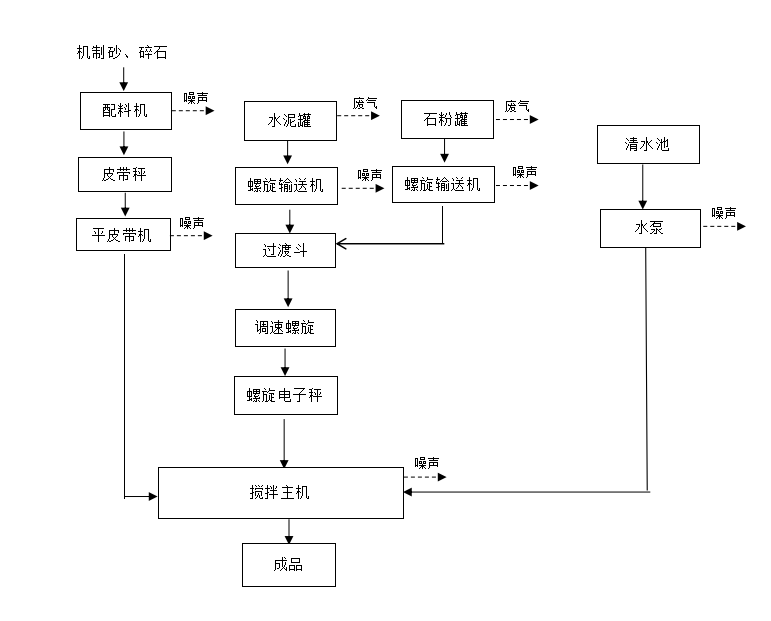 机制砂、碎石
配料机
噪声
水泥罐
废气
石粉罐
废气
清水池
皮带秤
螺旋输送机
噪声
螺旋输送机
噪声
平皮带机
噪声
过渡斗
水泵
噪声
调速螺旋
螺旋电子秤
搅拌主机
噪声
成品